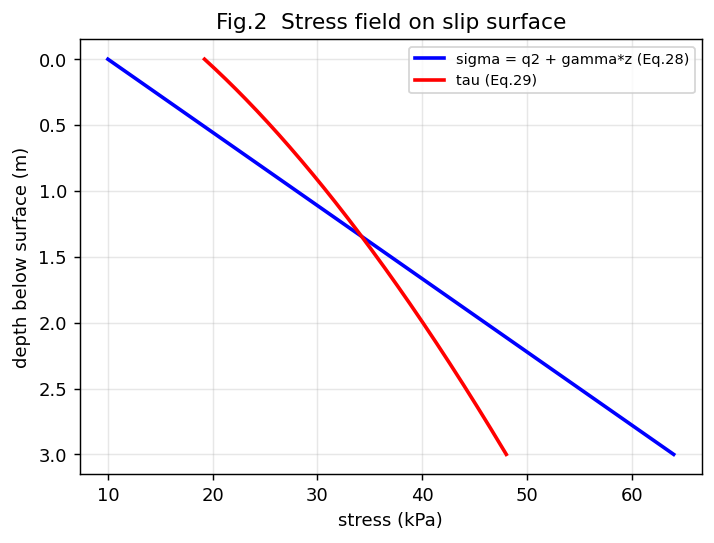 Fig.2  Stress field on slip surface
sigma = q2 + gamma*z (Eq.28)
tau (Eq.29)
depth below surface (m)
0.0
0.5
1.0
1.5
2.0
2.5
3.0
10 20 30 40 50 60
stress (kPa)